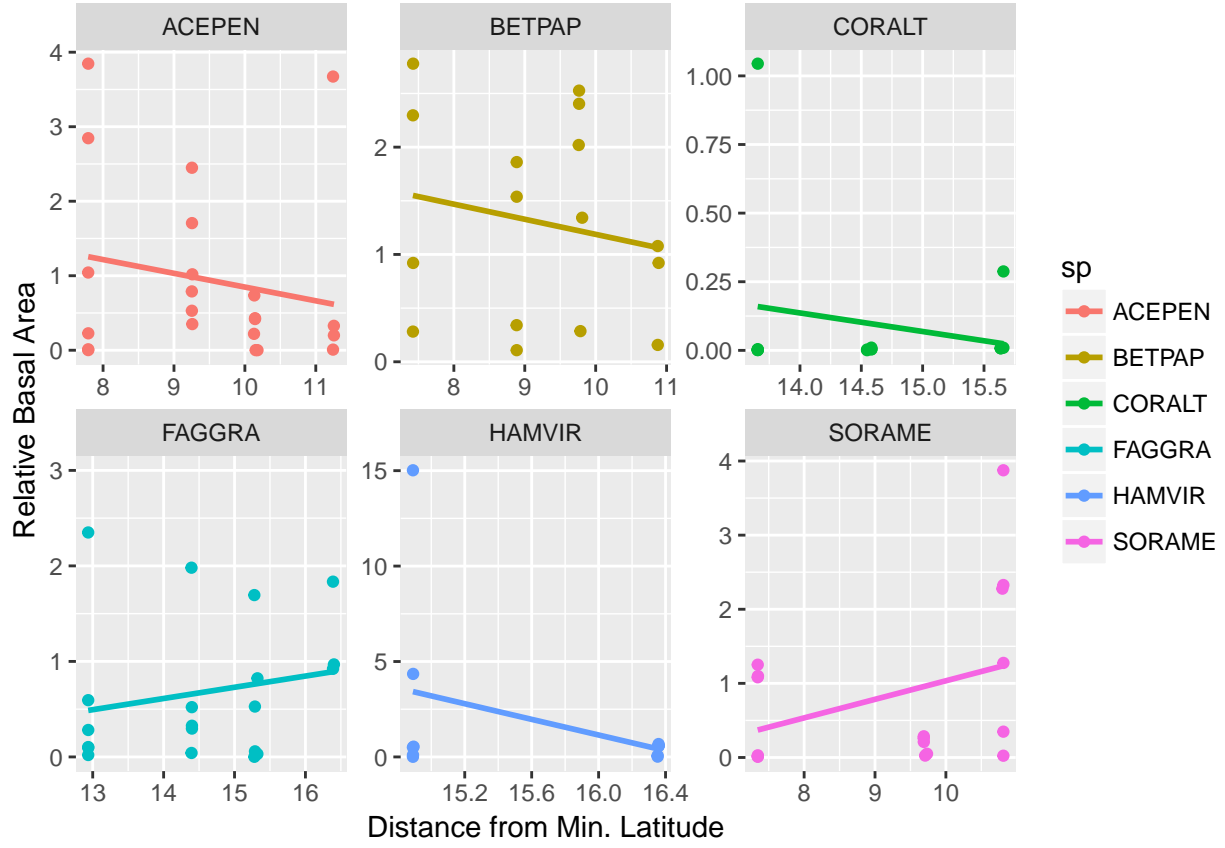 ACEPEN BETPAP CORALT
4
3
2
1
0
8 9 10 11
2
1
0
8 9 10 11
1.00
0.75
0.50
0.25
0.00
14.0 14.5 15.0 15.5
FAGGRA HAMVIR SORAME
3
2
1
0
13 14 15 16
15
10
5
0
15.2 15.6 16.0 16.4
4
3
2
1
0
8 9 10
Relative Basal Area
Distance from Min. Latitude
sp
ACEPEN
BETPAP
CORALT
FAGGRA
HAMVIR
SORAME